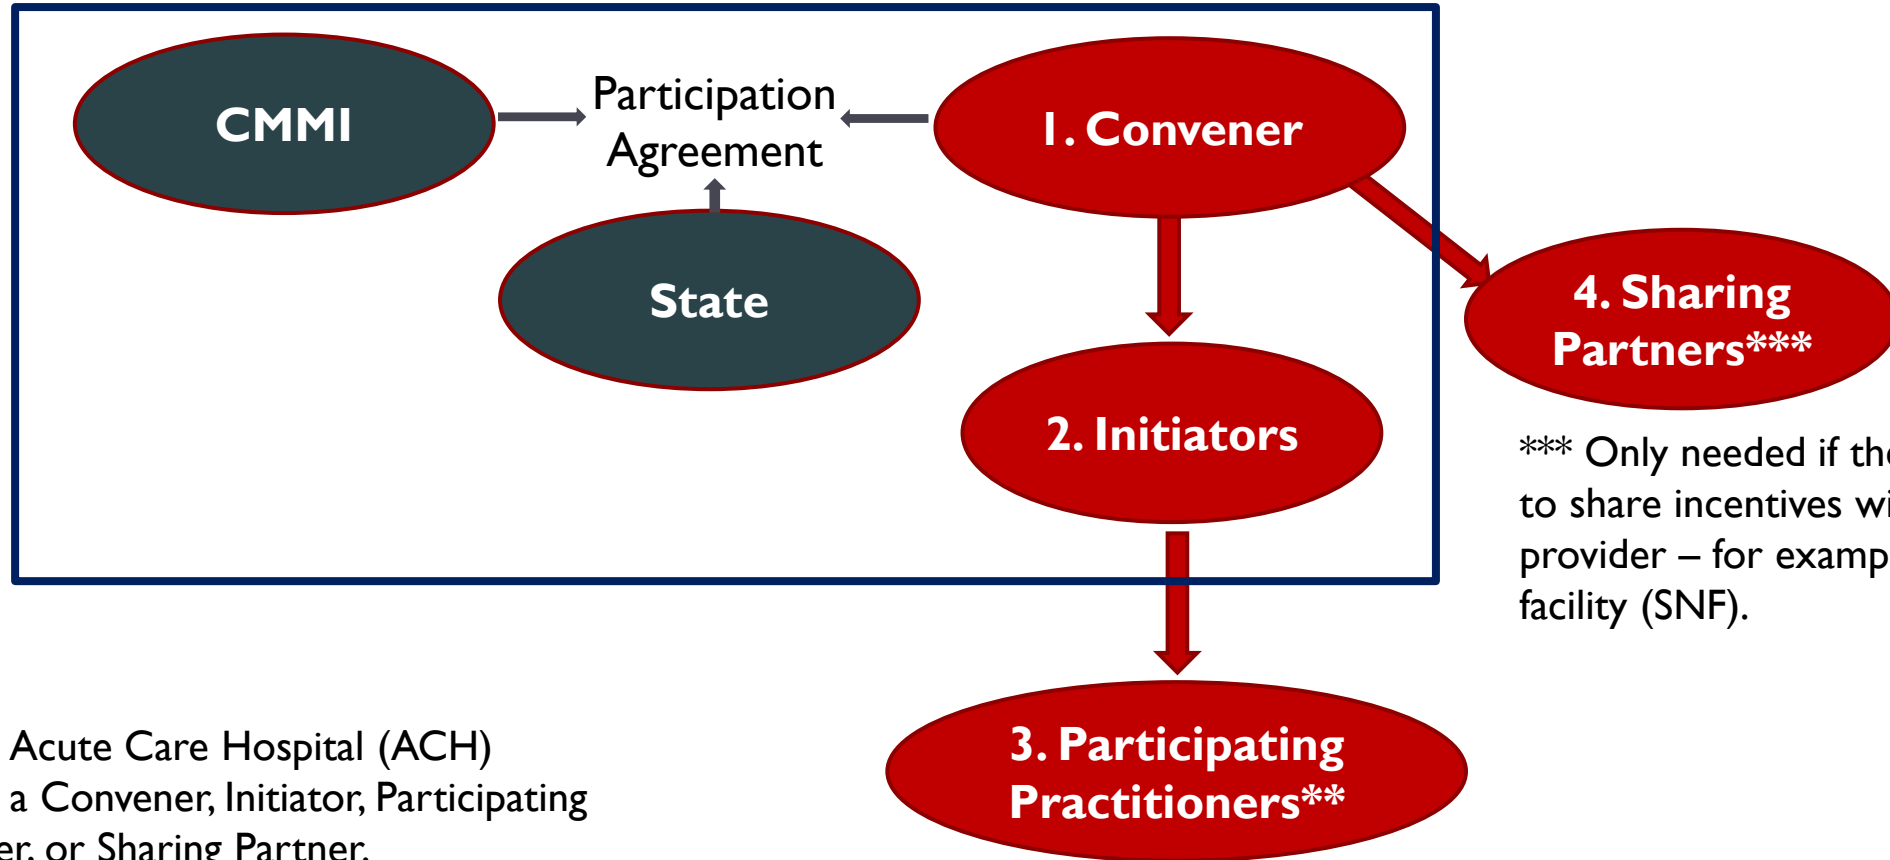 CMMI
Participation
Agreement
1. Convener
State
4. Sharing
Partners***
2. Initiators
*** Only needed if the
to share incentives wi
provider – for examp
facility (SNF).
3. Participating
Practitioners**
Acute Care Hospital (ACH)
a Convener, Initiator, Participating
er, or Sharing Partner.